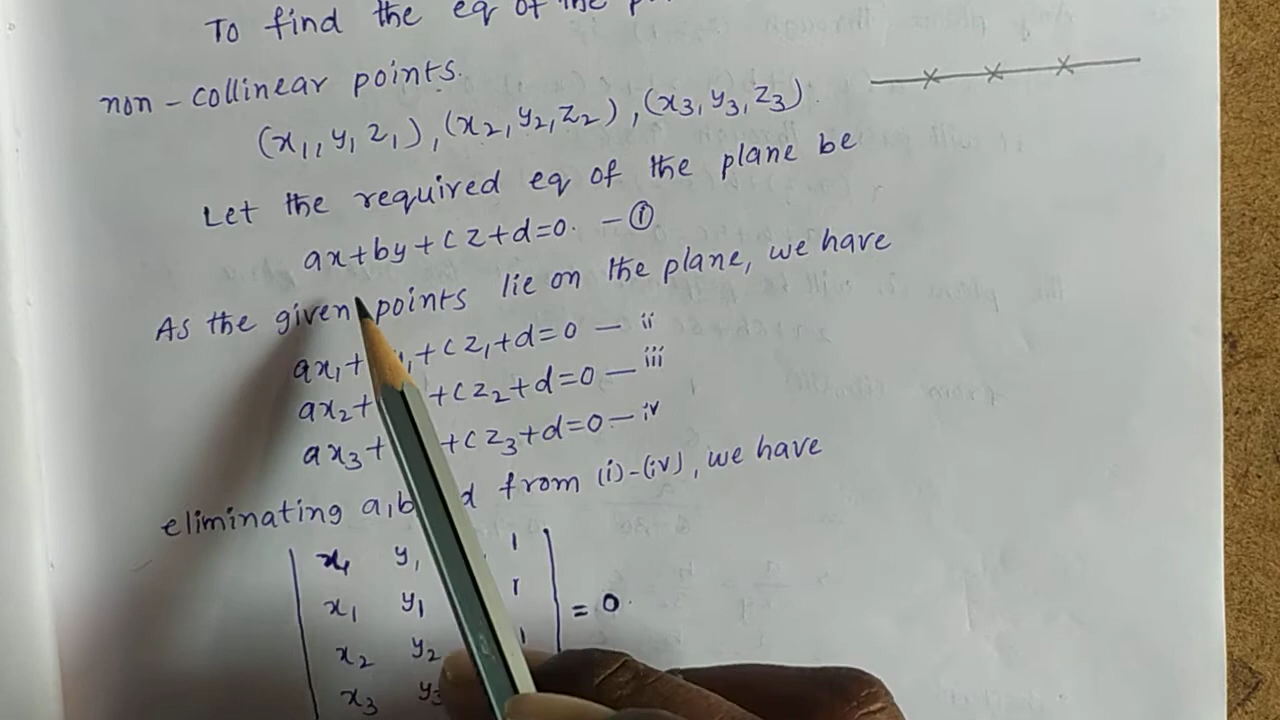 To find the eq of the
non-collinear points.
(x₁, y₁ z₁), (x₂, y₂, z₂), (x₃, y₃, z₃).
Let the required eq of the plane be
ax+by+cz+d=0. —①
As the given points lie on the plane, we have
ax₁+ +cz₁+d=0 — ii
ax₂+ +cz₂+d=0 — iii
ax₃+ +cz₃+d=0 — iv
eliminating a, b d from (i)-(iv), we have
y₁ 1
x₁ y₁ 1 = 0.
x₂ y₂ 1
x₃ y₃